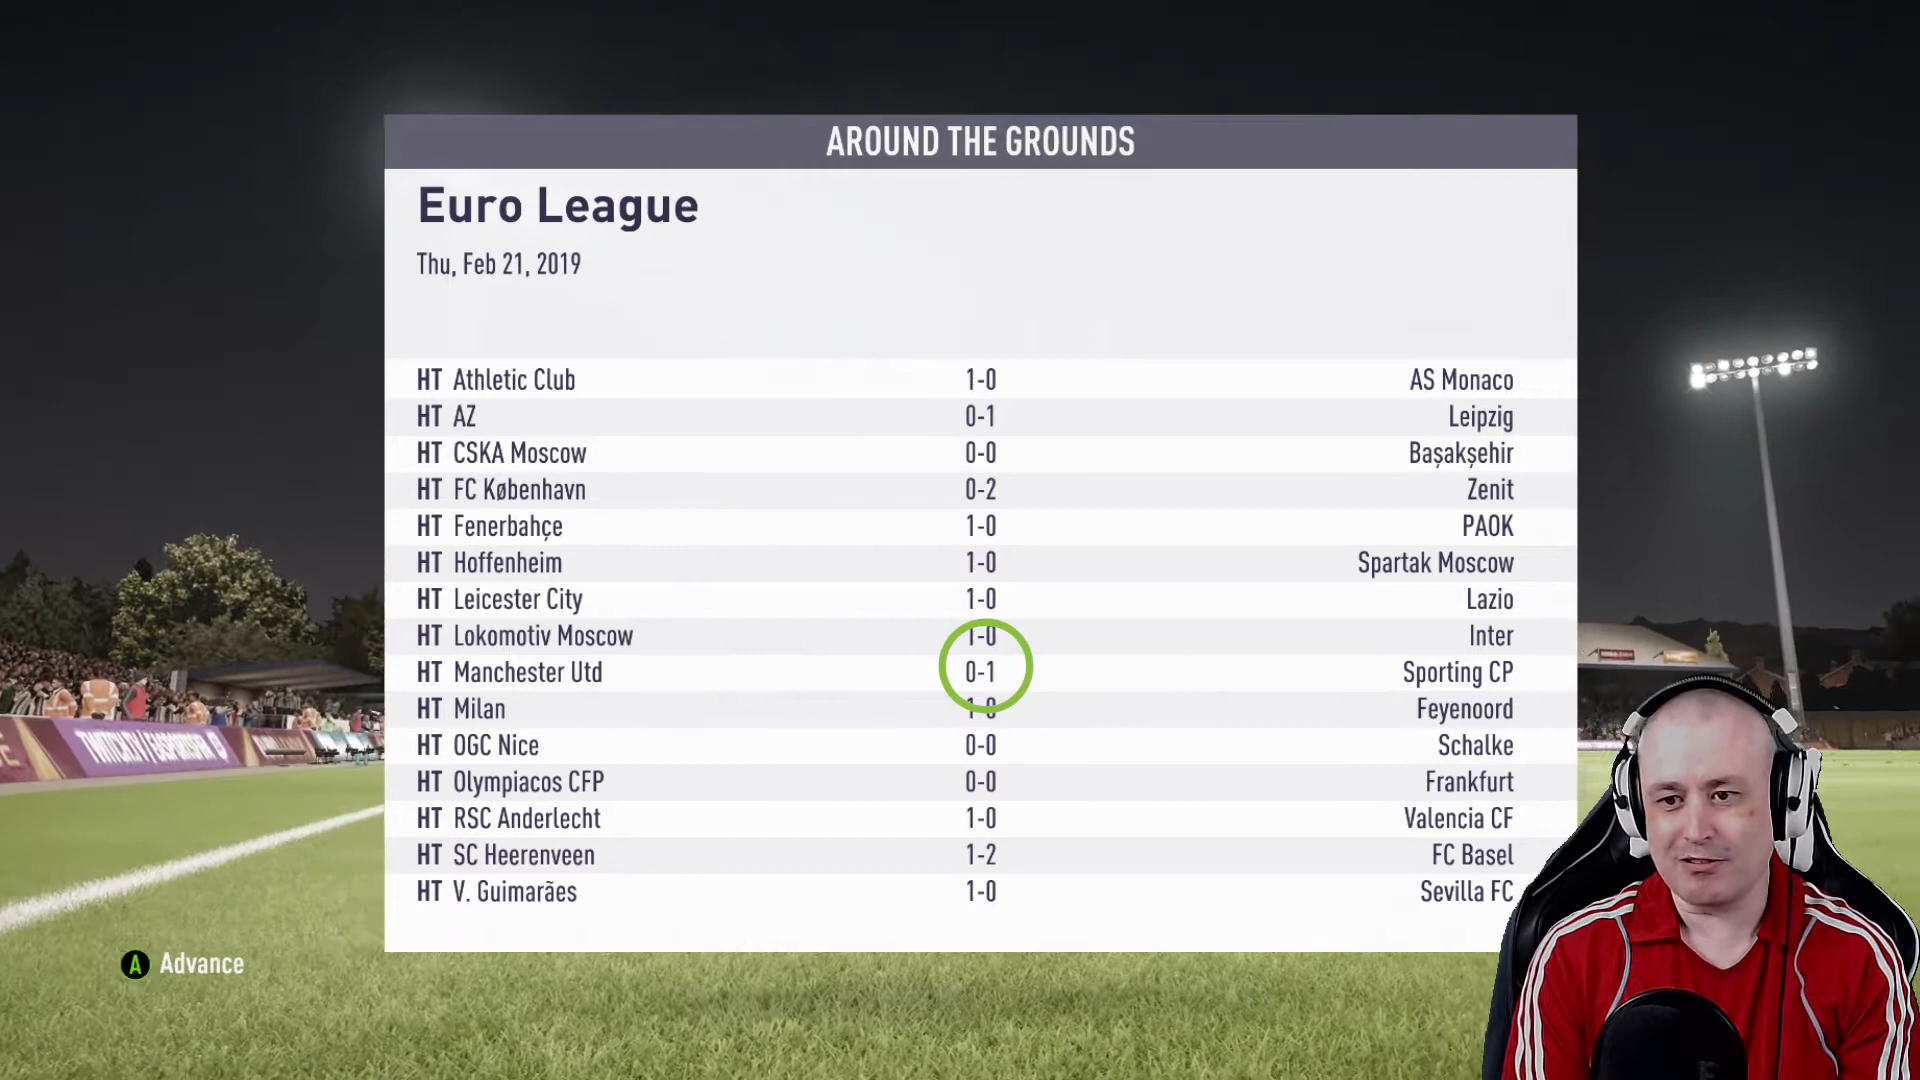 AROUND THE GROUNDS
Euro League
Thu, Feb 21, 2019
HT Athletic Club 1-0 AS Monaco
HT AZ 0-1 Leipzig
HT CSKA Moscow 0-0 Başakşehir
HT FC København 0-2 Zenit
HT Fenerbahçe 1-0 PAOK
HT Hoffenheim 1-0 Spartak Moscow
HT Leicester City 1-0 Lazio
HT Lokomotiv Moscow 1-0 Inter
HT Manchester Utd 0-1 Sporting CP
HT Milan 1-0 Feyenoord
HT OGC Nice 0-0 Schalke
HT Olympiacos CFP 0-0 Frankfurt
HT RSC Anderlecht 1-0 Valencia CF
HT SC Heerenveen 1-2 FC Basel
HT V. Guimarães 1-0 Sevilla FC
A Advance